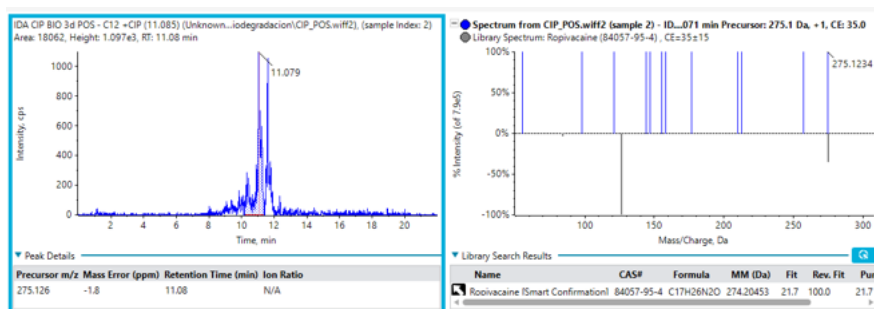 IDA CIP BIO 3d POS - C12 +CIP (11.085) (Unknown...iodegradacion\CIP_POS.wiff2), (sample Index: 2)
Area: 18062, Height: 1.097e3, RT: 11.08 min
11.079
1000
800
600
400
200
0
Intensity, cps
2 4 6 8 10 12 14 16 18 20
Time, min
Peak Details
Precursor m/z Mass Error (ppm) Retention Time (min) Ion Ratio
275.126 -1.8 11.08 N/A
Spectrum from CIP_POS.wiff2 (sample 2) - ID....071 min Precursor: 275.1 Da, +1, CE: 35.0
Library Spectrum: Ropivacaine (84057-95-4) , CE=35±15
100%
275.1234
50%
0%
-50%
-100%
% Intensity (of 7.9e5)
100 150 200 250 300
Mass/Charge, Da
Library Search Results
Name CAS# Formula MM (Da) Fit Rev. Fit Pu
Ropivacaine [Smart Confirmation] 84057-95-4 C17H26N2O 274.20453 21.7 100.0 21.7